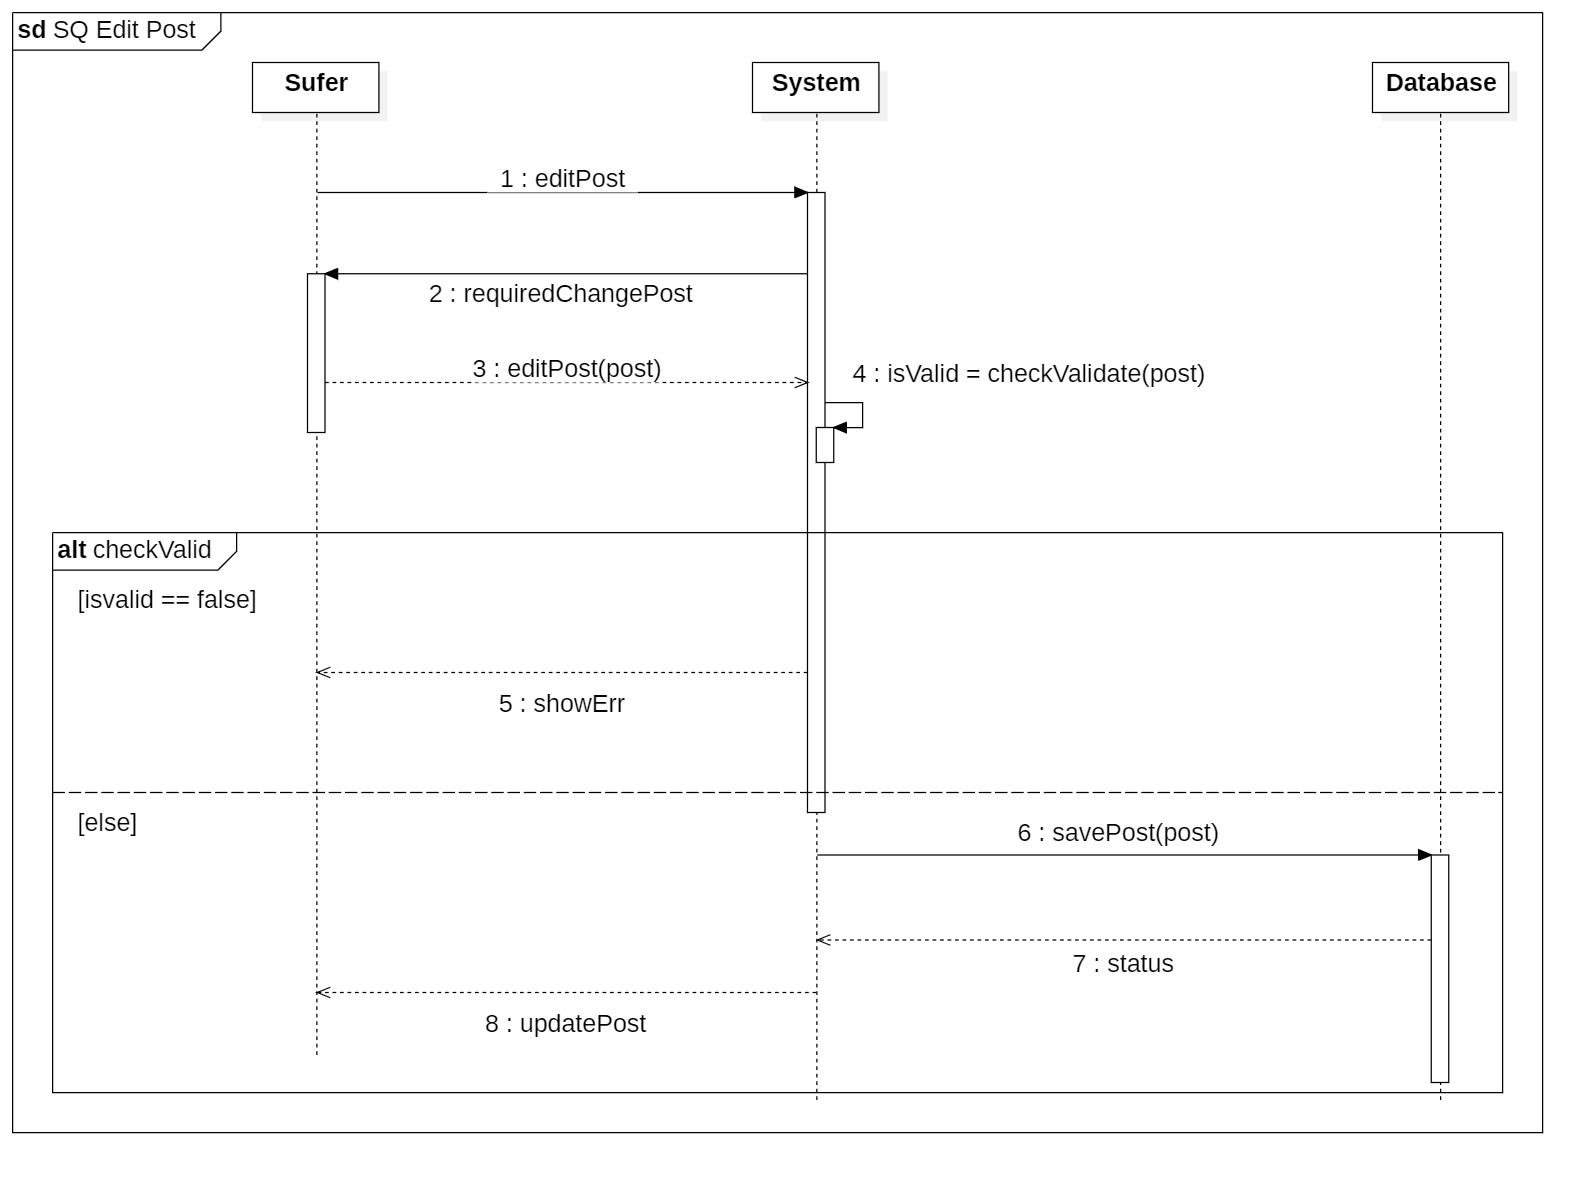 sd SQ Edit Post
Sufer
System
Database
1 : editPost
2 : requiredChangePost
3 : editPost(post)
4 : isValid = checkValidate(post)
alt checkValid
[isvalid == false]
5 : showErr
[else]
6 : savePost(post)
7 : status
8 : updatePost